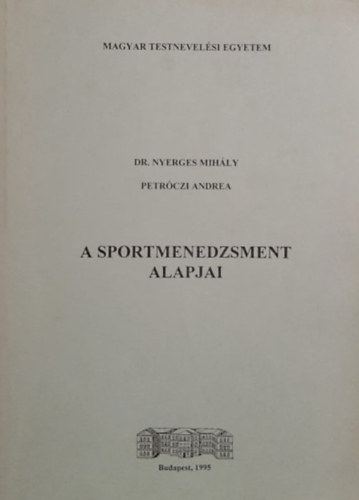 MAGYAR TESTNEVELÉSI EGYETEM
DR. NYERGES MIHÁLY
PETRÓCZI ANDREA
A SPORTMENEDZSMENT
ALAPJAI
Budapest, 1995